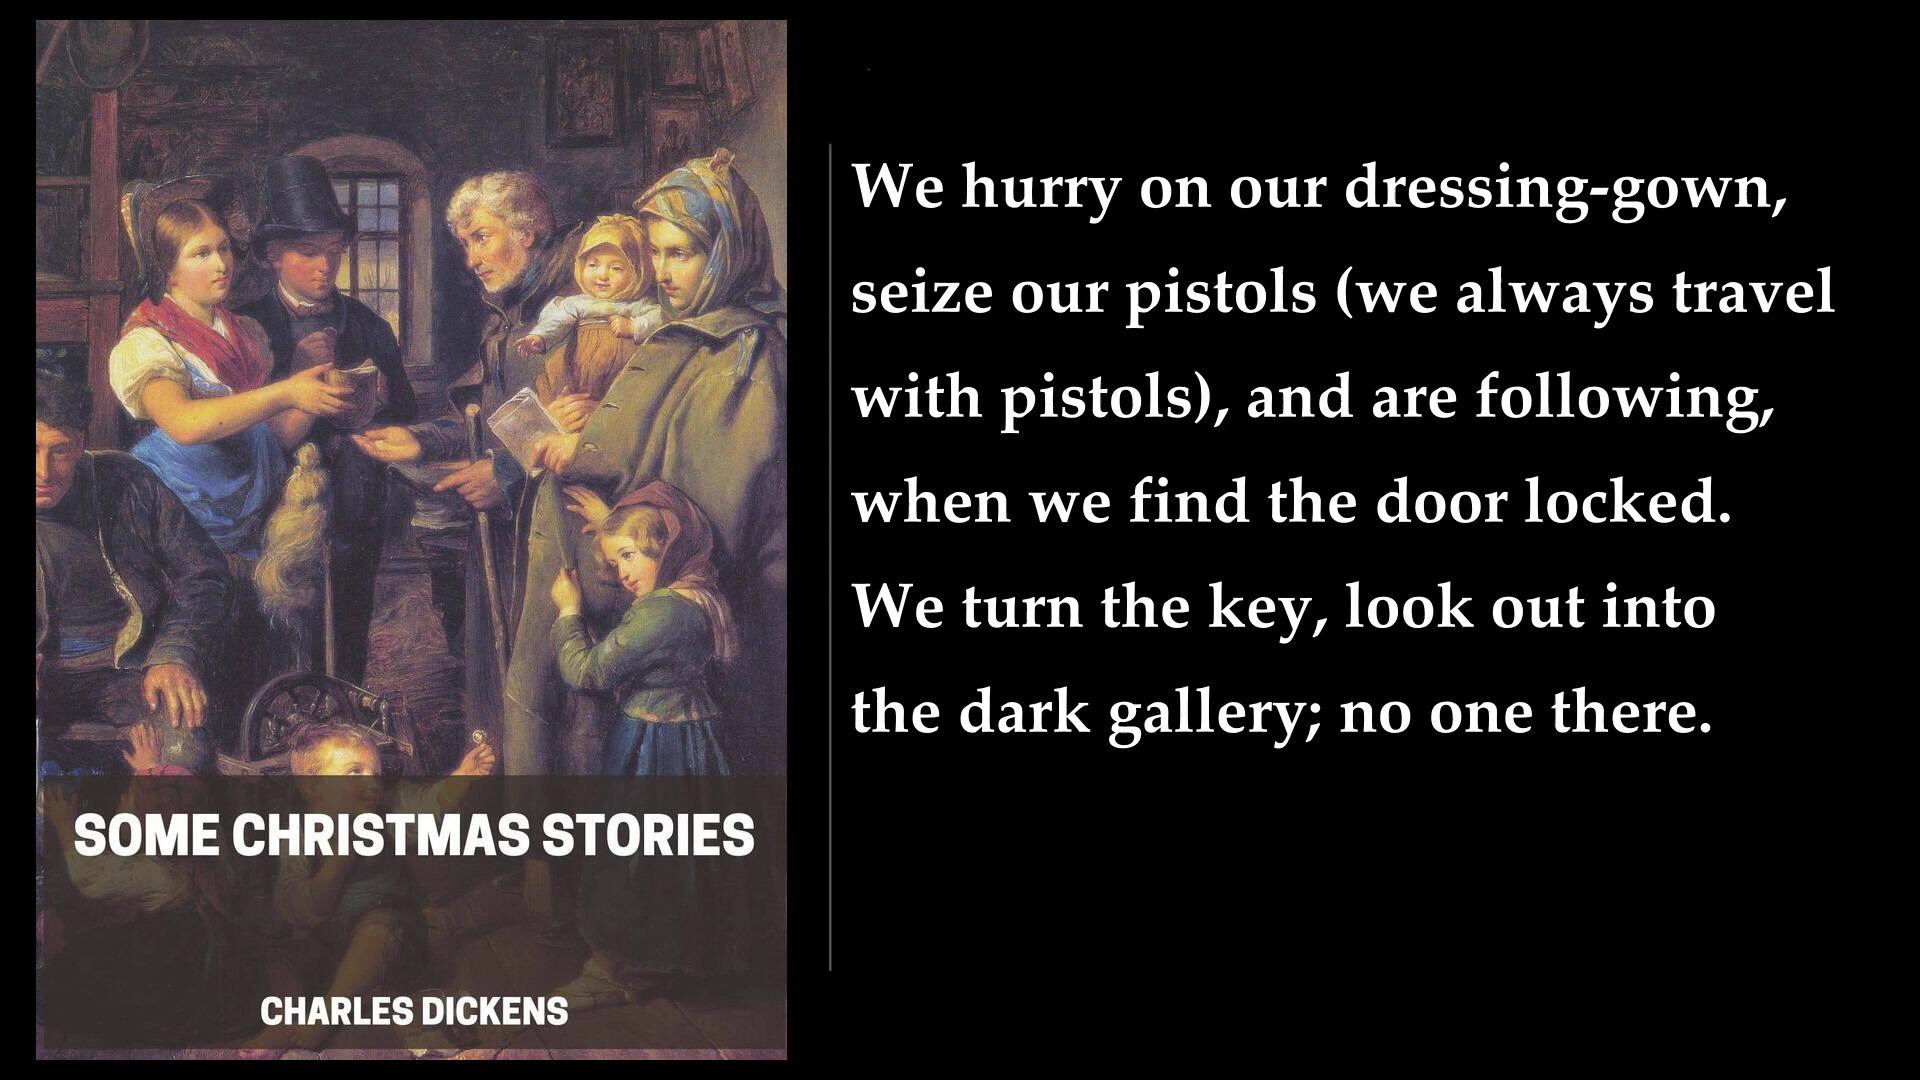 SOME CHRISTMAS STORIES
CHARLES DICKENS
We hurry on our dressing-gown,
seize our pistols (we always travel
with pistols), and are following,
when we find the door locked.
We turn the key, look out into
the dark gallery; no one there.